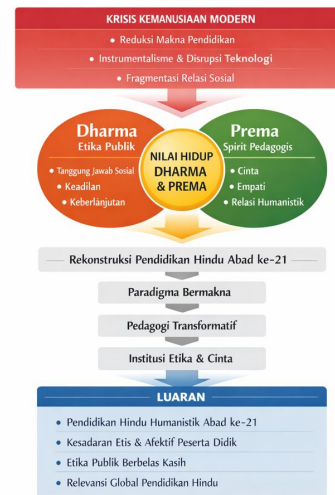 KRISIS KEMANUSIAAN MODERN
• Reduksi Makna Pendidikan
• Instrumentalisme & Disrupsi Teknologi
• Fragmentasi Relasi Sosial
Dharma
Etika Publik
• Tanggung Jawab Sosial
• Keadilan
• Keberlanjutan
NILAI HIDUP
DHARMA
& PREMA
Prema
Spirit Pedagogis
• Cinta
• Empati
• Relasi Humanistik
Rekonstruksi Pendidikan Hindu Abad ke-21
Paradigma Bermakna
Pedagogi Transformatif
Institusi Etika & Cinta
LUARAN
• Pendidikan Hindu Humanistik Abad ke-21
• Kesadaran Etis & Afektif Peserta Didik
• Etika Publik Berbelas Kasih
• Relevansi Global Pendidikan Hindu